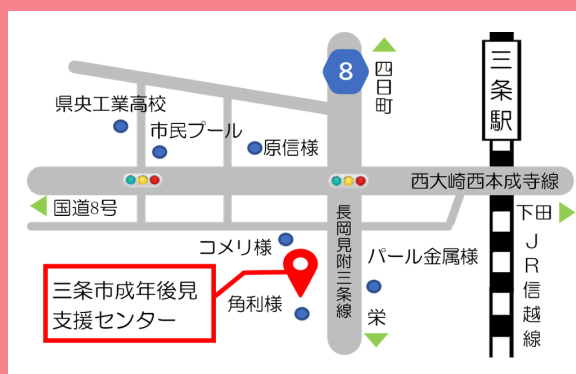 8
四日町
三条駅
県央工業高校
市民プール
原信様
西大崎西本成寺線
国道8号
下田
コメリ様
長岡見附三条線
パール金属様
JR信越線
三条市成年後見
支援センター
角利様
栄